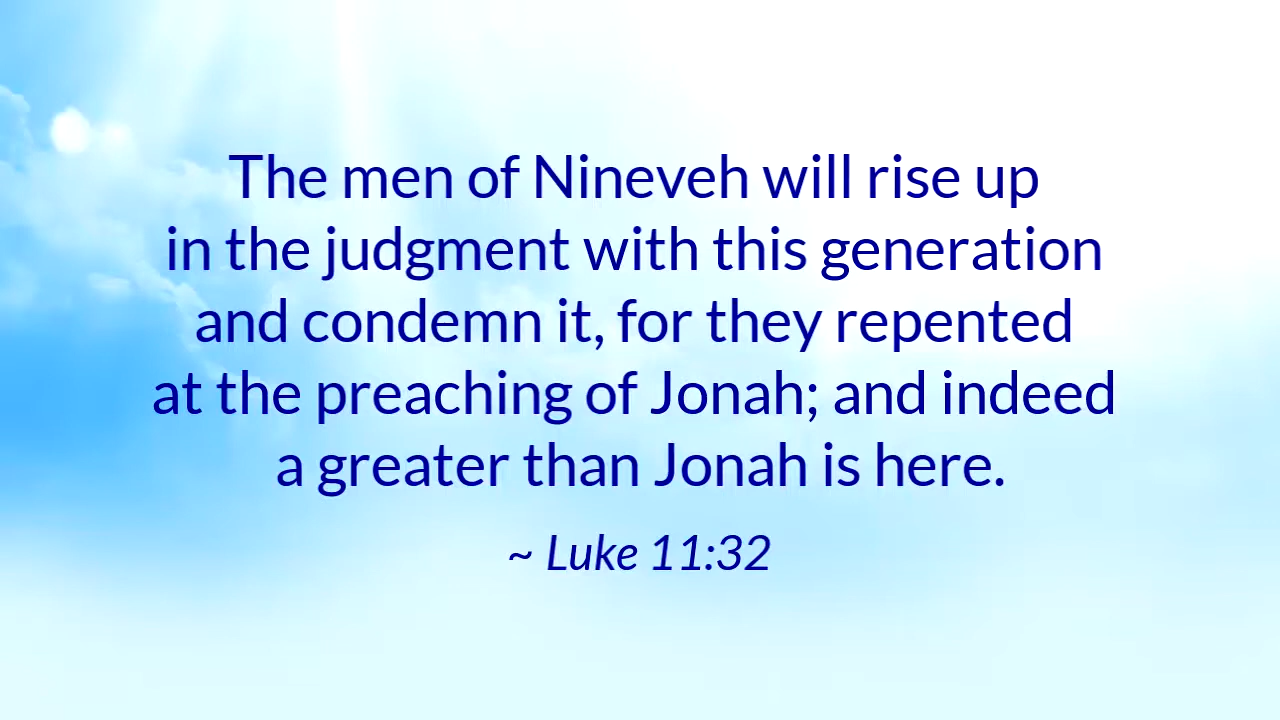 The men of Nineveh will rise up
in the judgment with this generation
and condemn it, for they repented
at the preaching of Jonah; and indeed
a greater than Jonah is here.
~ Luke 11:32